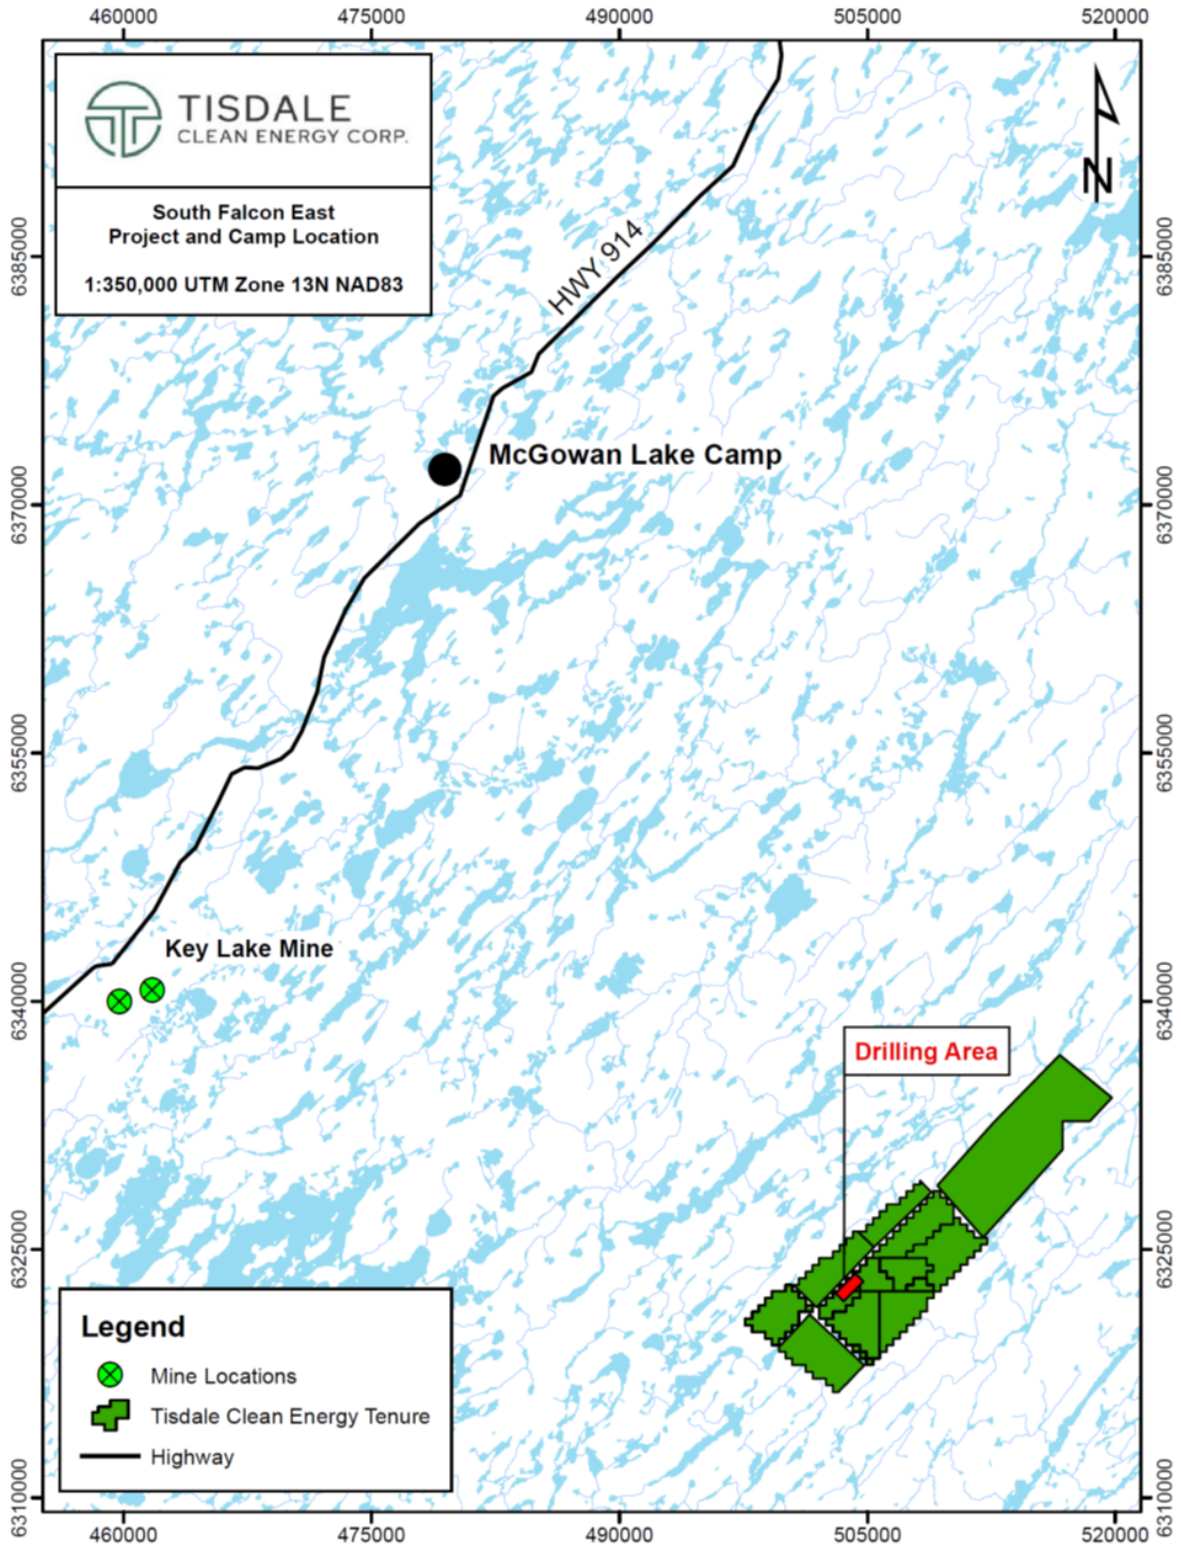 460000 475000 490000 505000 520000
TISDALE
CLEAN ENERGY CORP.
South Falcon East
Project and Camp Location
1:350,000 UTM Zone 13N NAD83
N
6385000 6385000
HWY 914
McGowan Lake Camp
6370000 6370000
6355000 6355000
Key Lake Mine
6340000 6340000
Drilling Area
6325000 6325000
Legend
Mine Locations
Tisdale Clean Energy Tenure
Highway
6310000 6310000
460000 475000 490000 505000 520000